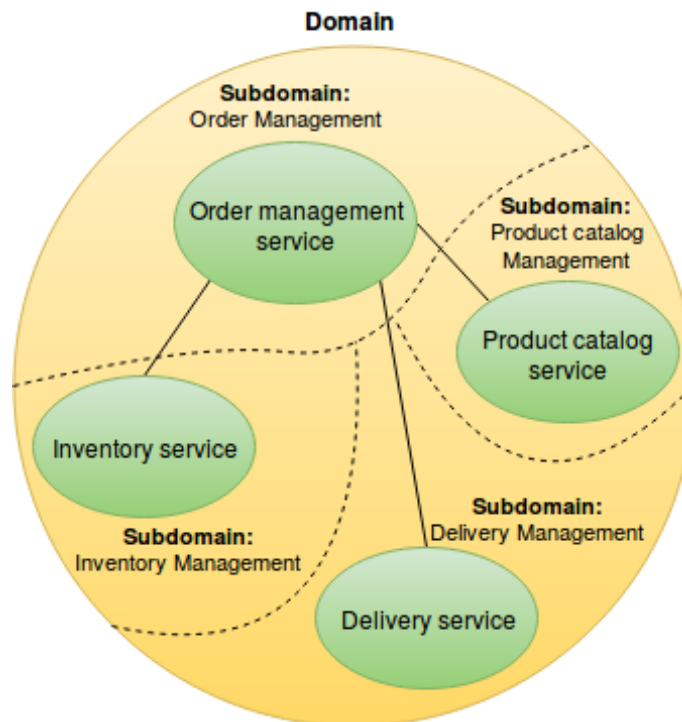 Domain
Subdomain:
Order Management
Order management
service
Subdomain:
Product catalog
Management
Product catalog
service
Inventory service
Subdomain:
Inventory Management
Subdomain:
Delivery Management
Delivery service